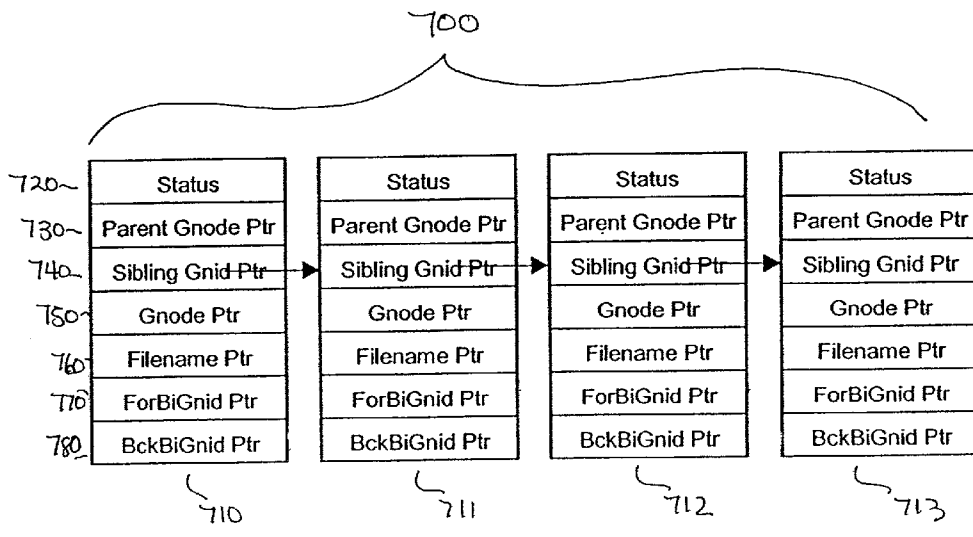 700
720 Status Status Status Status
730 Parent Gnode Ptr Parent Gnode Ptr Parent Gnode Ptr Parent Gnode Ptr
740 Sibling Gnid Ptr Sibling Gnid Ptr Sibling Gnid Ptr Sibling Gnid Ptr
750 Gnode Ptr Gnode Ptr Gnode Ptr Gnode Ptr
760 Filename Ptr Filename Ptr Filename Ptr Filename Ptr
770 ForBiGnid Ptr ForBiGnid Ptr ForBiGnid Ptr ForBiGnid Ptr
780 BckBiGnid Ptr BckBiGnid Ptr BckBiGnid Ptr BckBiGnid Ptr
710 711 712 713